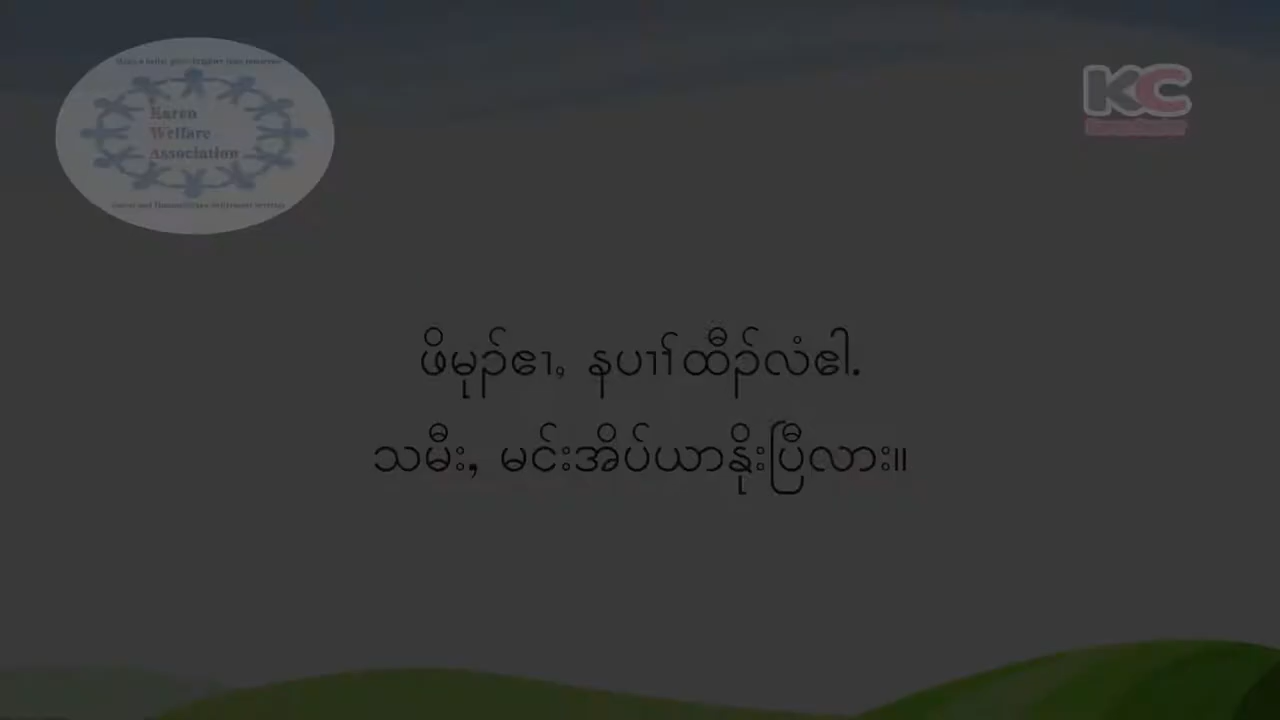 Karen
Welfare
Association
KC
ဖိမုၣ်ဧၢ, နပၢၢ်ထီၣ်လံဧါ.
သမီး, မင်းအိပ်ယာနိုးပြီလား။